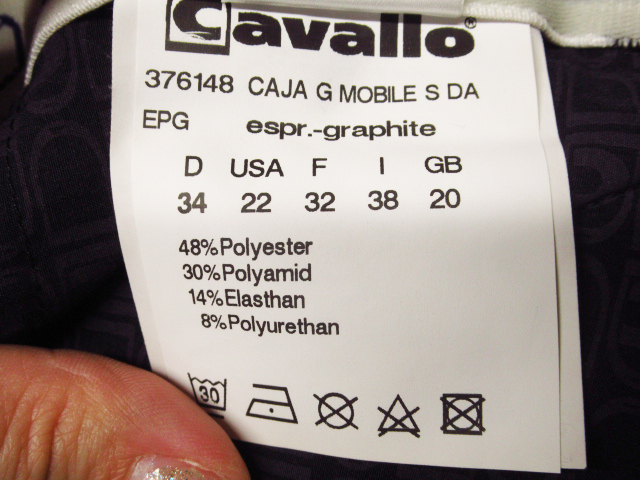 Cavallo®
376148 CAJA G MOBILE S DA
EPG espr.-graphite
D USA F I GB
34 22 32 38 20
48%Polyester
30%Polyamid
14%Elasthan
8%Polyurethan
30